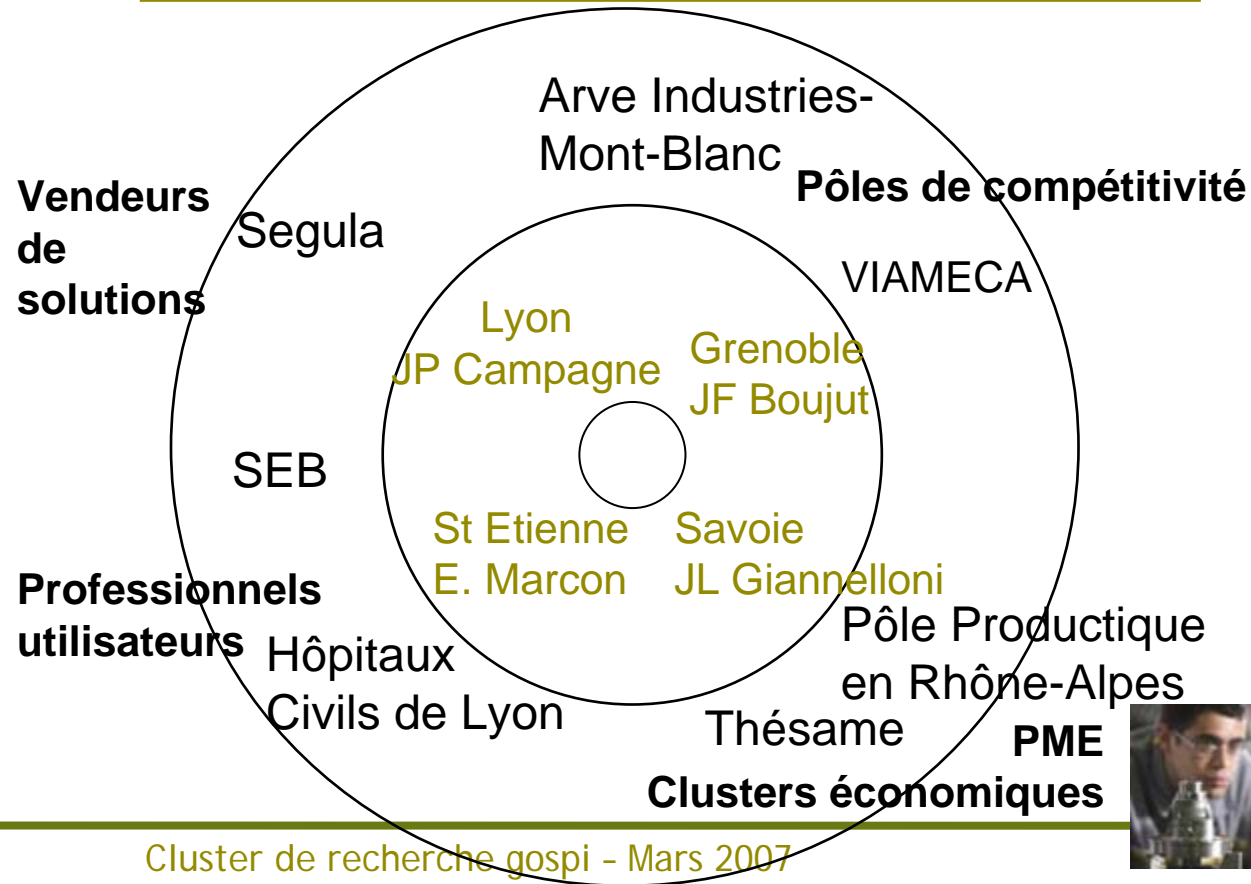 Arve Industries-
Mont-Blanc
Pôles de compétitivité
Vendeurs
de
solutions
Segula
VIAMECA
Lyon
JP Campagne
Grenoble
JF Boujut
SEB
St Etienne
E. Marcon
Savoie
JL Giannelloni
Professionnels
utilisateurs
Hôpitaux
Civils de Lyon
Pôle Productique
en Rhône-Alpes
Thésame
PME
Clusters économiques
Cluster de recherche gospi – Mars 2007